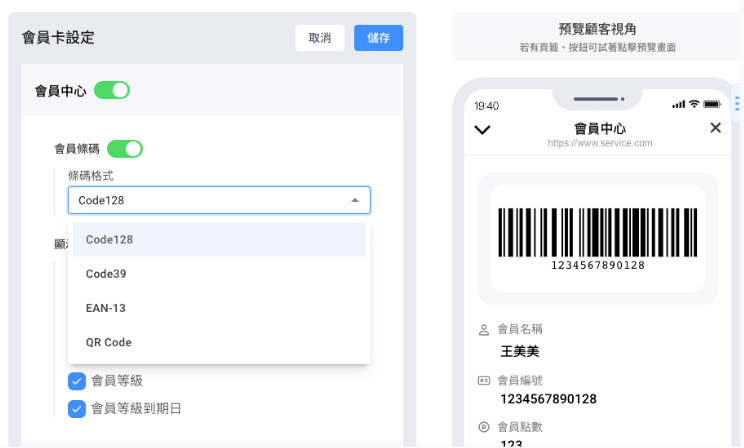 會員卡設定
取消
儲存
會員中心
會員條碼
條碼格式
Code128
Code128
Code39
EAN-13
QR Code
會員等級
會員等級到期日
預覽顧客視角
若有頁籤、按鈕可試著點擊預覽畫面
19:40
會員中心
https://www.service.com
1234567890128
會員名稱
王美美
會員編號
1234567890128
會員點數
123